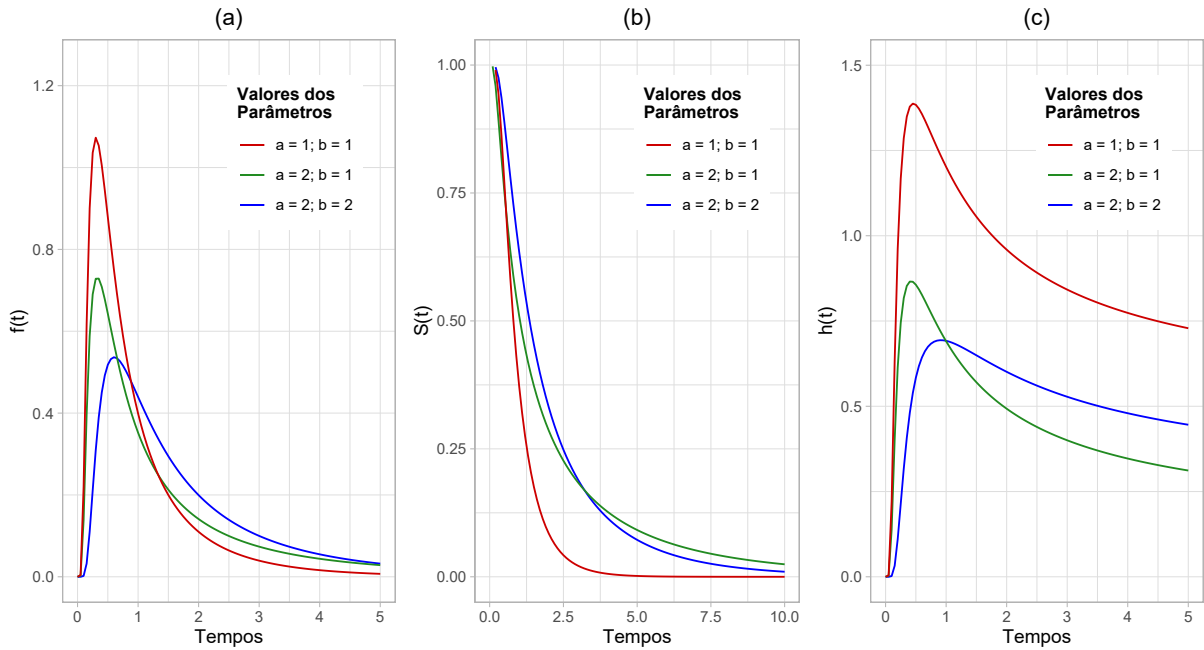 (a)
f(t)
1.2
0.8
0.4
0.0
Valores dos
Parâmetros
a = 1; b = 1
a = 2; b = 1
a = 2; b = 2
0 1 2 3 4 5
Tempos
(b)
S(t)
1.00
0.75
0.50
0.25
0.00
Valores dos
Parâmetros
a = 1; b = 1
a = 2; b = 1
a = 2; b = 2
0.0 2.5 5.0 7.5 10.0
Tempos
(c)
h(t)
1.5
1.0
0.5
0.0
Valores dos
Parâmetros
a = 1; b = 1
a = 2; b = 1
a = 2; b = 2
0 1 2 3 4 5
Tempos